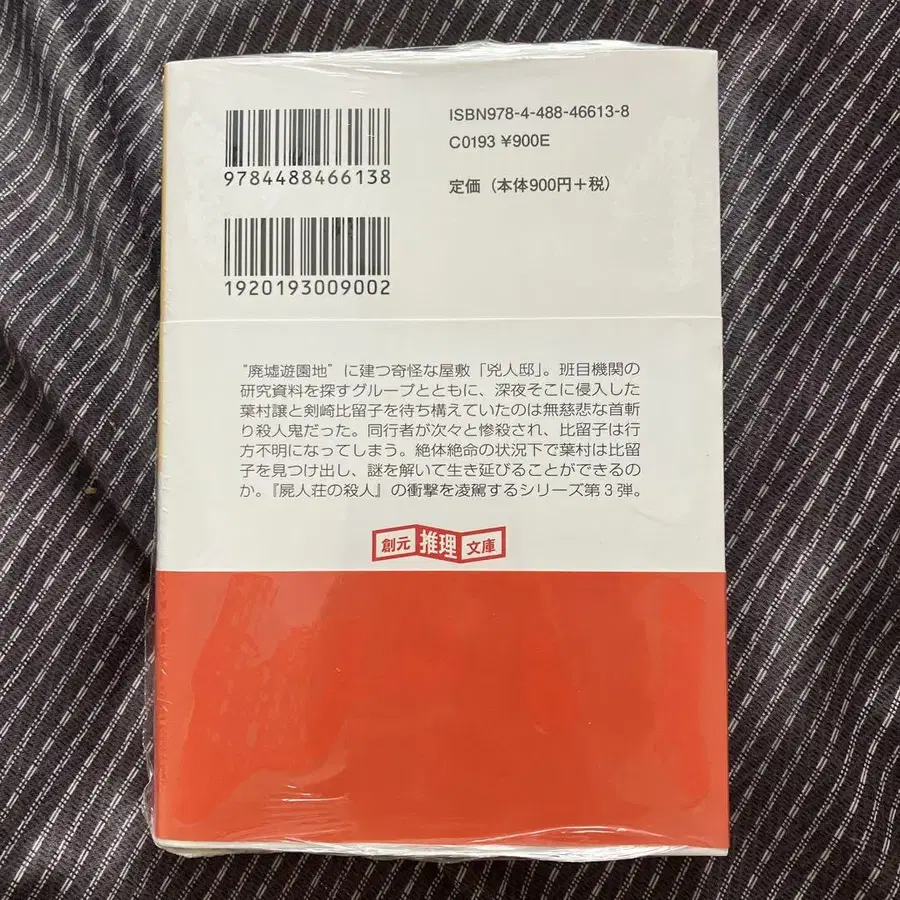 ISBN978-4-488-46613-8
C0193 ¥900E
定価（本体900円＋税）
9784488466138
1920193009002
"廃墟遊園地"に建つ奇怪な屋敷「兇人邸」。班目機関の
研究資料を探すグループとともに、深夜そこに侵入した
葉村譲と剣崎比留子を待ち構えていたのは無慈悲な首斬
り殺人鬼だった。同行者が次々と惨殺され、比留子は行
方不明になってしまう。絶体絶命の状況下で葉村は比留
子を見つけ出し、謎を解いて生き延びることができるの
か。『屍人荘の殺人』の衝撃を凌駕するシリーズ第３弾。
創元推理文庫